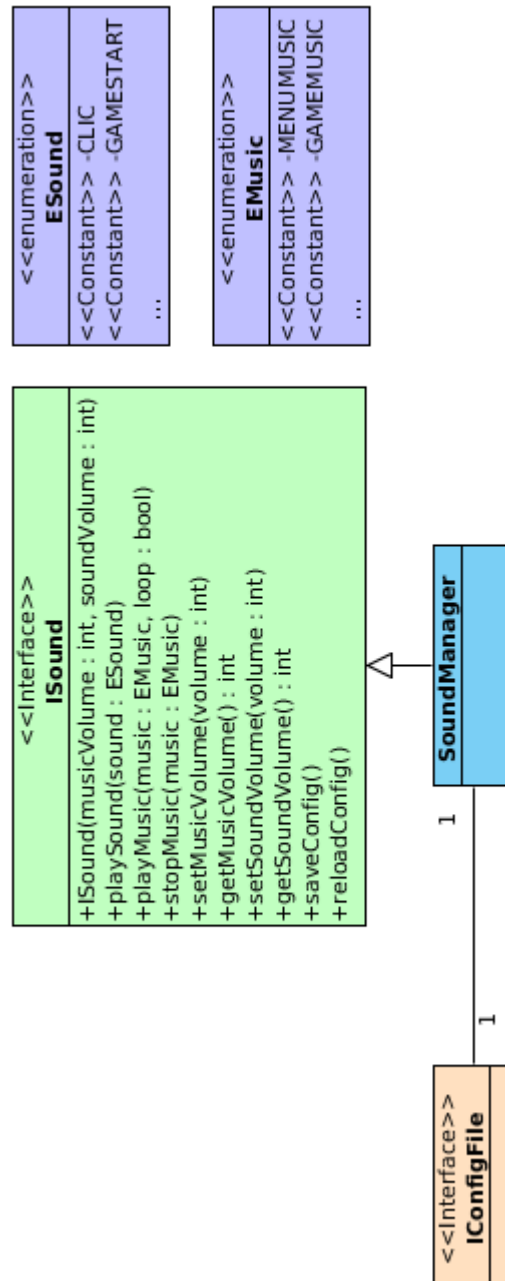 <<Interface>>
IConfigFile
1
1
<<Interface>>
ISound
+ISound(musicVolume : int, soundVolume : int)
+playSound(sound : ESound)
+playMusic(music : EMusic, loop : bool)
+stopMusic(music : EMusic)
+setMusicVolume(volume : int)
+getMusicVolume() : int
+setSoundVolume(volume : int)
+getSoundVolume() : int
+saveConfig()
+reloadConfig()
SoundManager
<<enumeration>>
ESound
<<Constant>> -CLIC
<<Constant>> -GAMESTART
...
<<enumeration>>
EMusic
<<Constant>> -MENUMUSIC
<<Constant>> -GAMEMUSIC
...